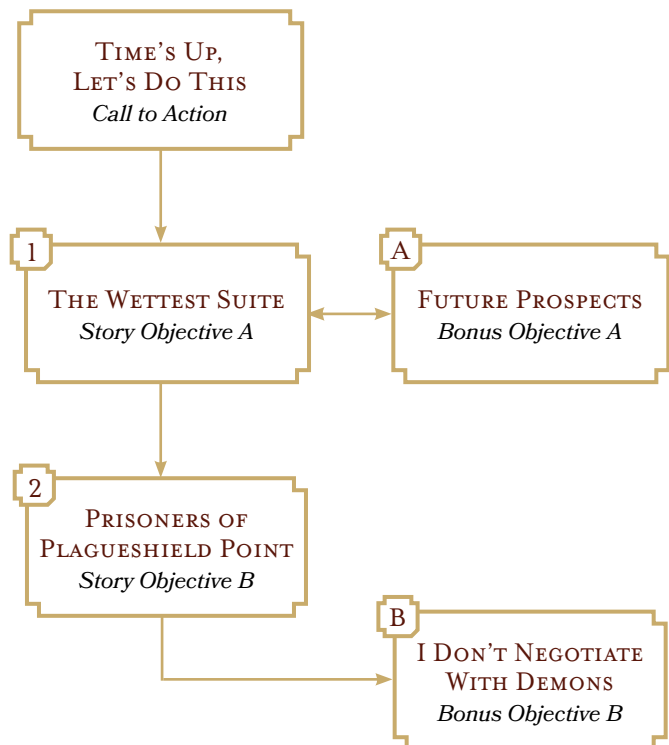 Time's Up,
Let's Do This
Call to Action
1
The Wettest Suite
Story Objective A
A
Future Prospects
Bonus Objective A
2
Prisoners of
Plagueshield Point
Story Objective B
B
I Don't Negotiate
With Demons
Bonus Objective B